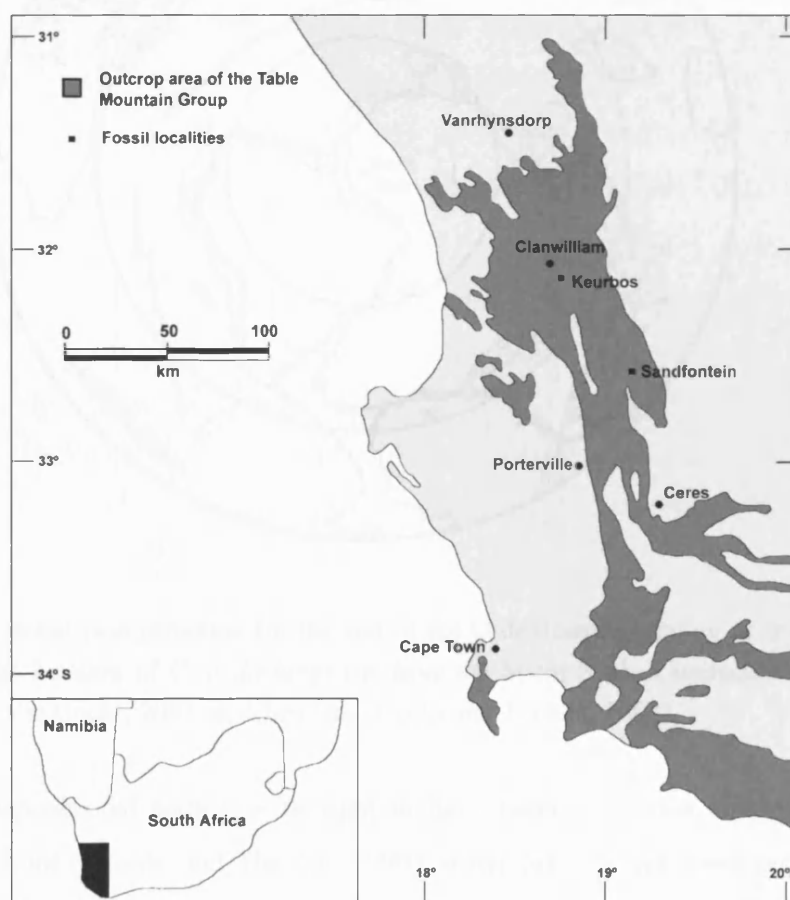 31°
Outcrop area of the Table
Mountain Group
Fossil localities
Vanrhynsdorp
32°
Clanwilliam
Keurbos
0 50 100
km
Sandfontein
33°
Porterville
Ceres
Cape Town
34° S
Namibia
South Africa
18° 19° 20°